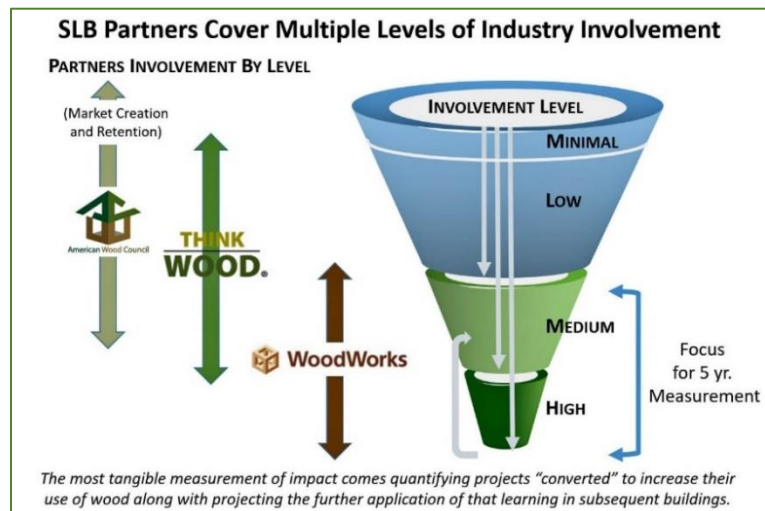 SLB Partners Cover Multiple Levels of Industry Involvement
PARTNERS INVOLVEMENT BY LEVEL
(Market Creation
and Retention)
American Wood Council
THINK
WOOD®
WoodWorks
INVOLVEMENT LEVEL
MINIMAL
LOW
MEDIUM
HIGH
Focus
for 5 yr.
Measurement
The most tangible measurement of impact comes quantifying projects “converted” to increase their
use of wood along with projecting the further application of that learning in subsequent buildings.